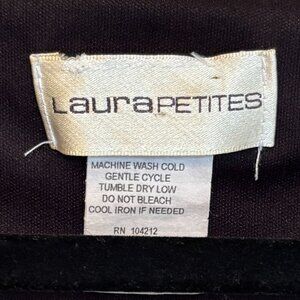 LauraPETITES
MACHINE WASH COLD
GENTLE CYCLE
TUMBLE DRY LOW
DO NOT BLEACH
COOL IRON IF NEEDED
RN 104212